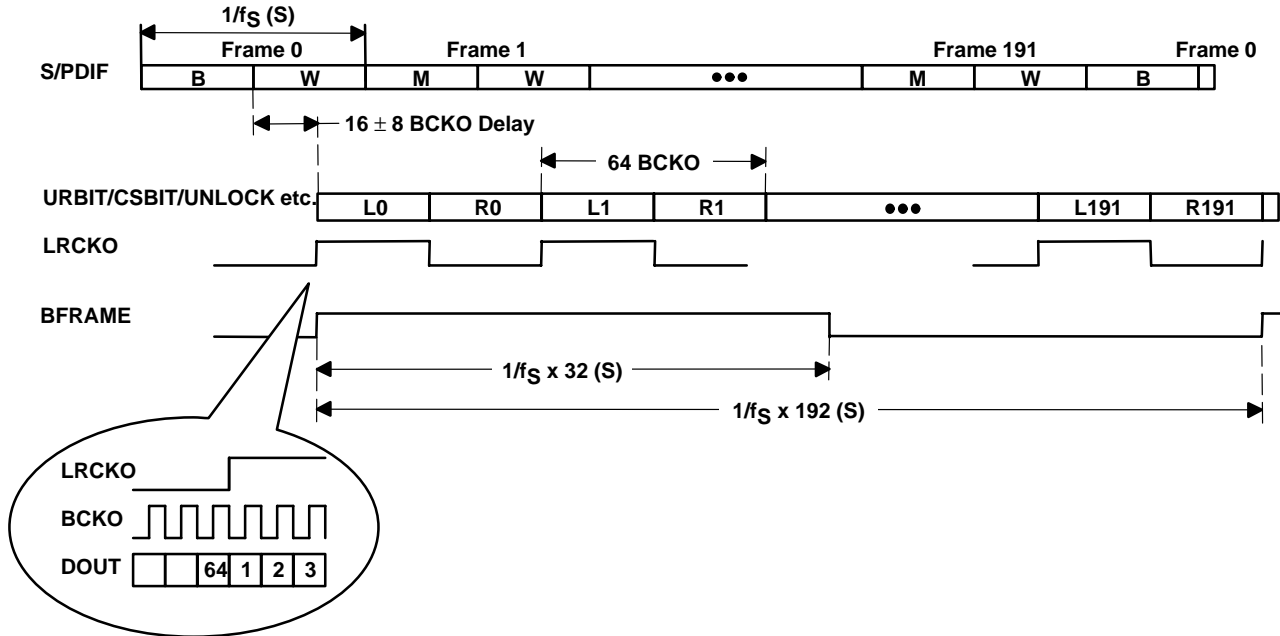 1/fS (S)
Frame 0 Frame 1 Frame 191 Frame 0
S/PDIF B W M W ••• M W B
16 ± 8 BCKO Delay
64 BCKO
URBIT/CSBIT/UNLOCK etc. L0 R0 L1 R1 ••• L191 R191
LRCKO
BFRAME
1/fS x 32 (S)
1/fS x 192 (S)
LRCKO
BCKO
DOUT 64 1 2 3